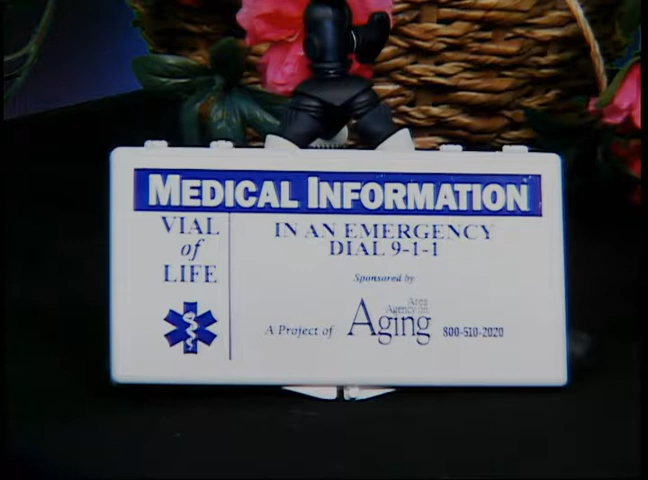 MEDICAL INFORMATION
VIAL
of
LIFE
IN AN EMERGENCY
DIAL 9-1-1
Sponsored by
A Project of
Area
Agency on
Aging
800-510-2020